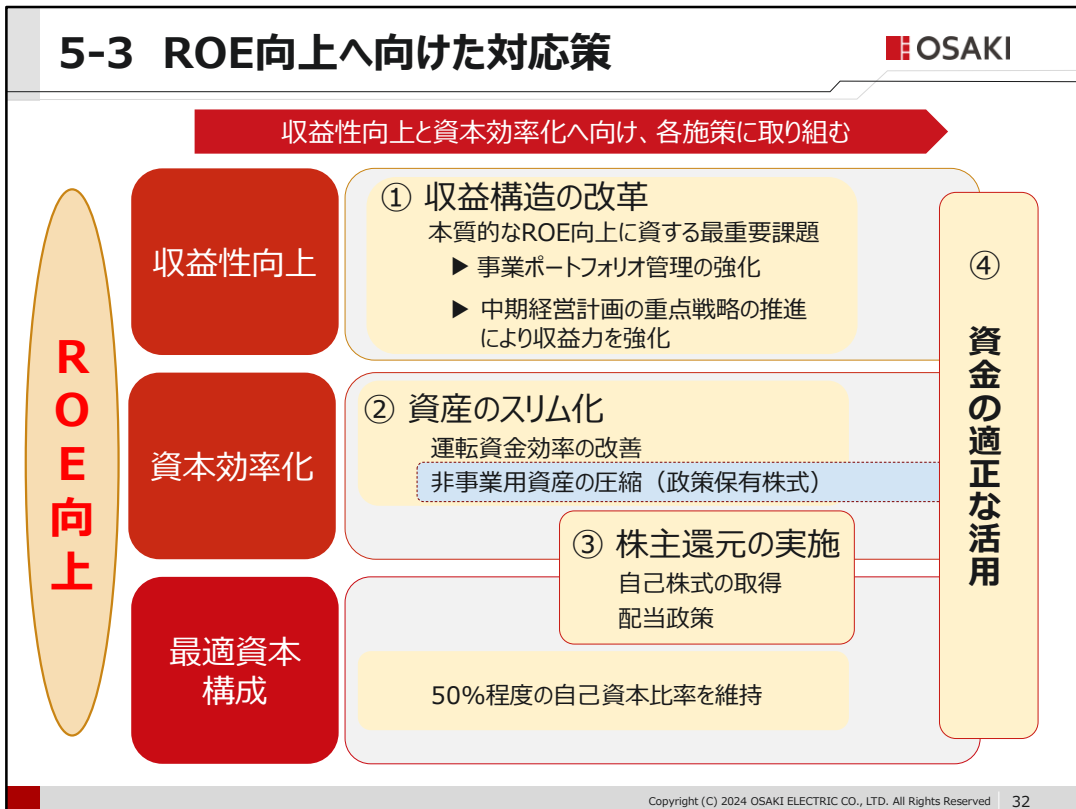 5-3 ROE向上へ向けた対応策
OSAKI
収益性向上と資本効率化へ向け、各施策に取り組む
ROE向上
収益性向上
① 収益構造の改革
本質的なROE向上に資する最重要課題
▶ 事業ポートフォリオ管理の強化
▶ 中期経営計画の重点戦略の推進
により収益力を強化
資本効率化
② 資産のスリム化
運転資金効率の改善
非事業用資産の圧縮（政策保有株式）
③ 株主還元の実施
自己株式の取得
配当政策
最適資本
構成
50%程度の自己資本比率を維持
④ 資金の適正な活用
Copyright (C) 2024 OSAKI ELECTRIC CO., LTD. All Rights Reserved
32